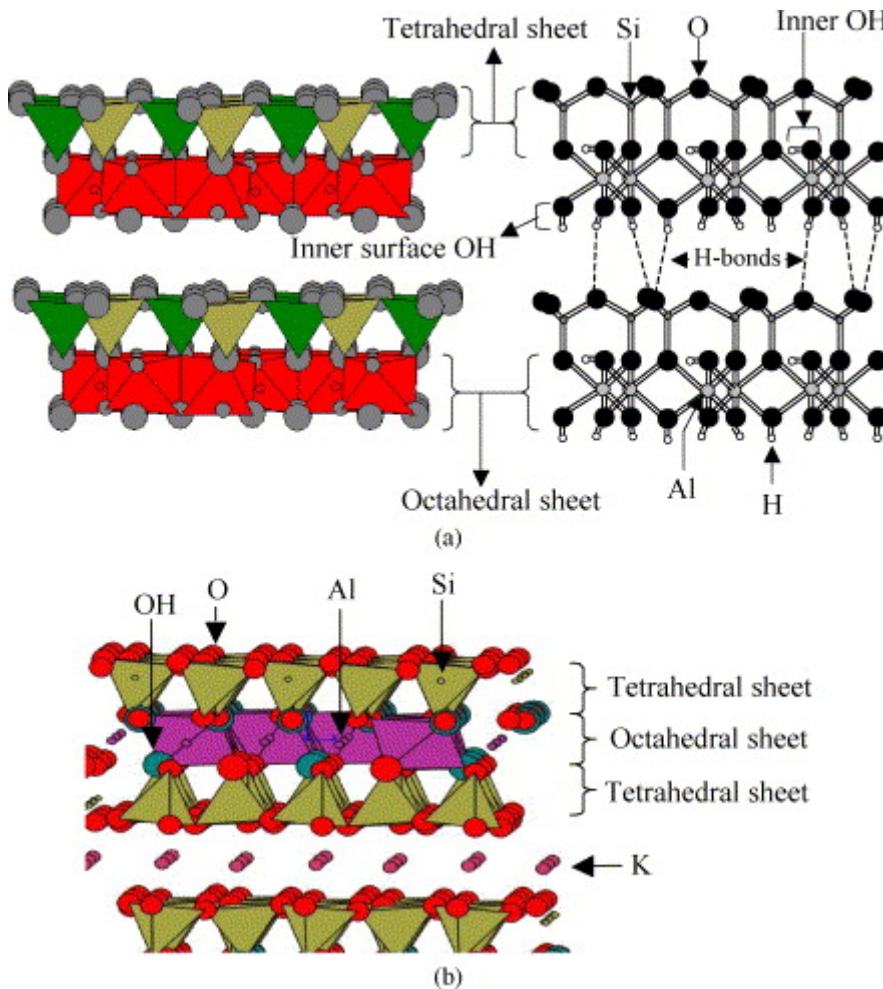 Tetrahedral sheet
Si
O
Inner OH
Inner surface OH
H-bonds
Octahedral sheet
Al
H
(a)
OH
O
Al
Si
Tetrahedral sheet
Octahedral sheet
Tetrahedral sheet
K
(b)